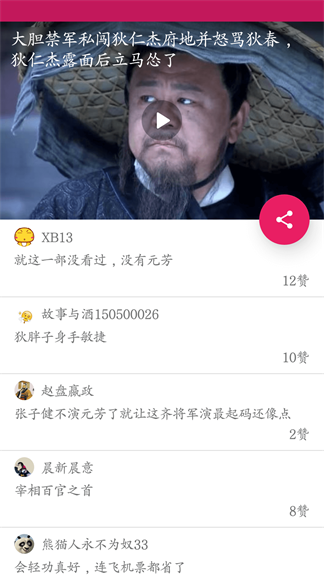 大胆禁军私闯狄仁杰府地并怒骂狄春，
狄仁杰露面后立马怂了
XB13
就这一部没看过，没有元芳
12赞
故事与酒150500026
狄胖子身手敏捷
10赞
赵盘嬴政
张子健不演元芳了就让这齐将军演最起码还像点
2赞
晨新晨意
宰相百官之首
8赞
熊猫人永不为奴33
会轻功真好，连飞机票都省了